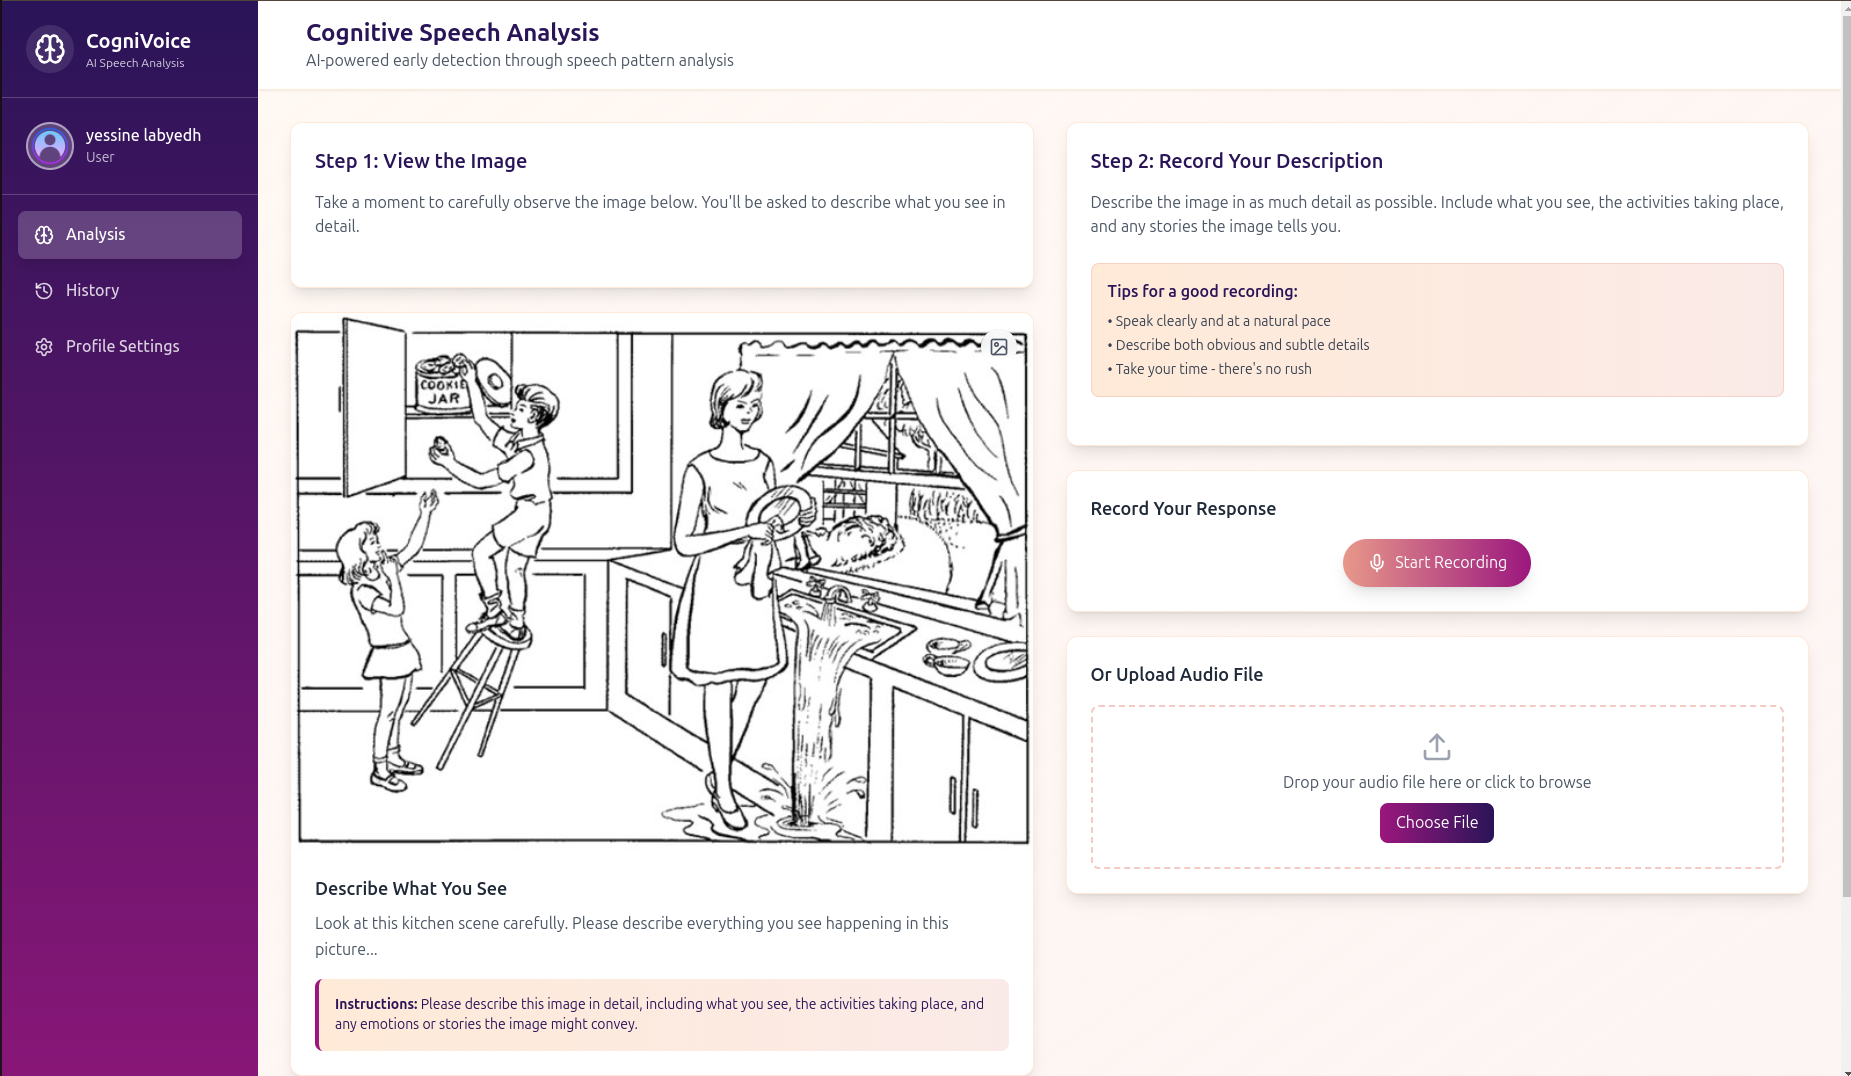 CogniVoice
AI Speech Analysis
yessine labyedh
User
Analysis
History
Profile Settings
Cognitive Speech Analysis
AI-powered early detection through speech pattern analysis
Step 1: View the Image
Take a moment to carefully observe the image below. You'll be asked to describe what you see in
detail.
COOKIE
JAR
Describe What You See
Look at this kitchen scene carefully. Please describe everything you see happening in this
picture...
Instructions: Please describe this image in detail, including what you see, the activities taking place, and
any emotions or stories the image might convey.
Step 2: Record Your Description
Describe the image in as much detail as possible. Include what you see, the activities taking place,
and any stories the image tells you.
Tips for a good recording:
• Speak clearly and at a natural pace
• Describe both obvious and subtle details
• Take your time - there's no rush
Record Your Response
Start Recording
Or Upload Audio File
Drop your audio file here or click to browse
Choose File